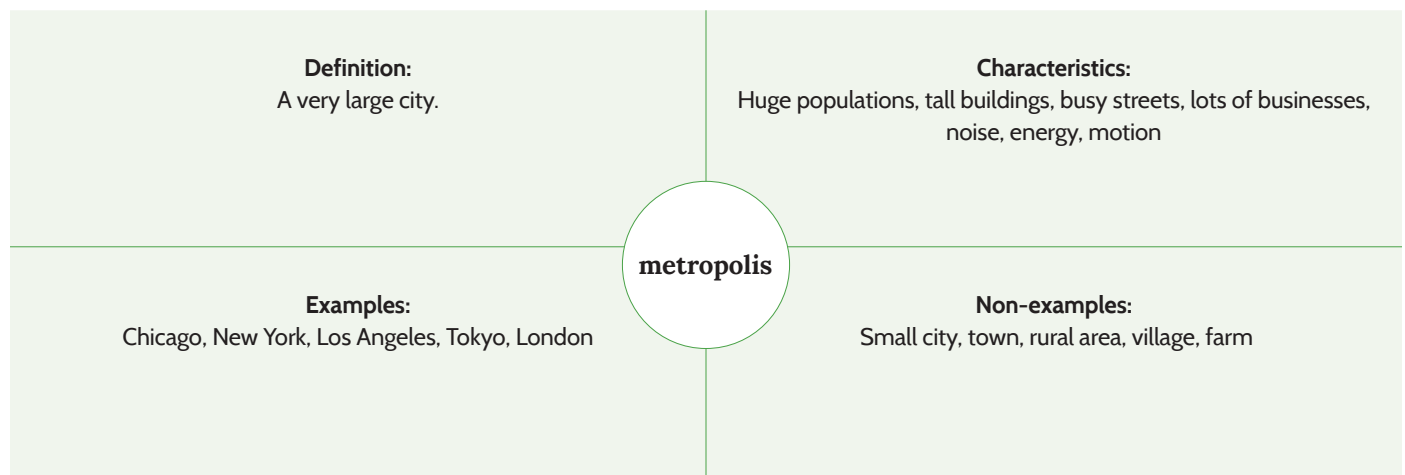 Definition:
A very large city.
Characteristics:
Huge populations, tall buildings, busy streets, lots of businesses,
noise, energy, motion
metropolis
Examples:
Chicago, New York, Los Angeles, Tokyo, London
Non-examples:
Small city, town, rural area, village, farm